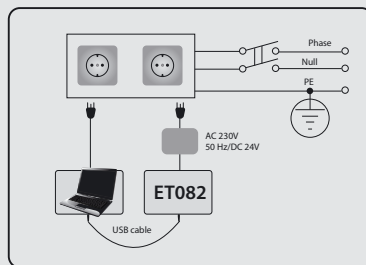 Phase
Null
PE
AC 230V
50 Hz/DC 24V
ET082
USB cable